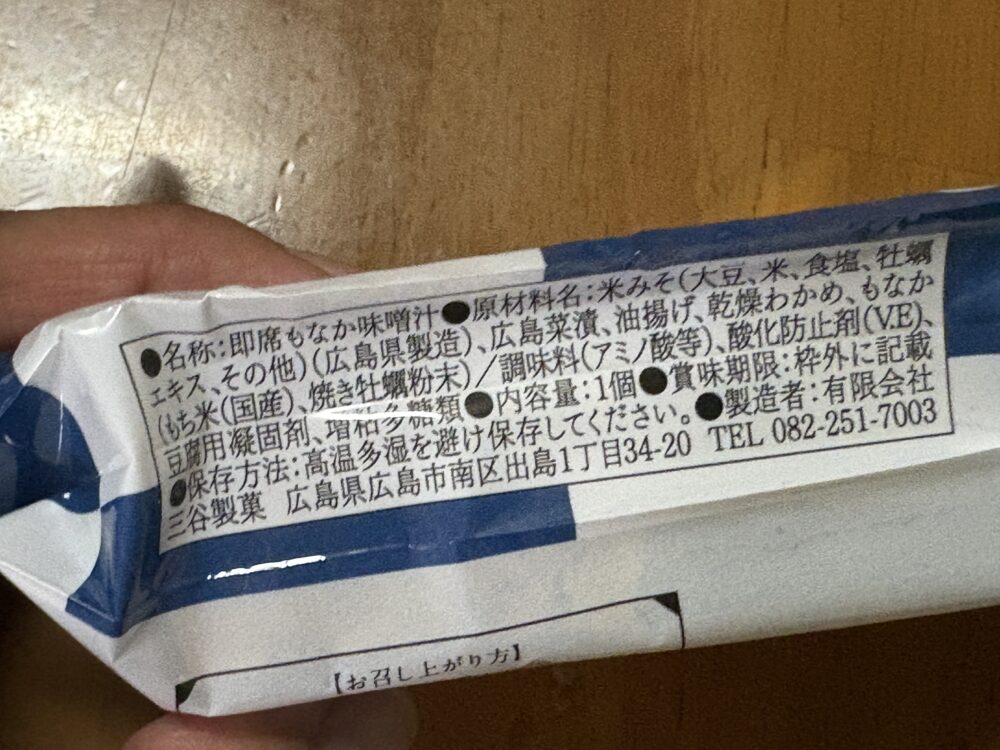 ●名称:即席もなか味噌汁●原材料名:米みそ(大豆、米、食塩、牡蠣
エキス、その他)(広島県製造)、広島菜漬、油揚げ、乾燥わかめ、もなか
(もち米(国産)、焼き牡蠣粉末)/調味料(アミノ酸等)、酸化防止剤(V.E)、
豆腐用凝固剤、増粘多糖類●内容量:1個●賞味期限:枠外に記載
●保存方法:高温多湿を避け保存してください。●製造者:有限会社
三谷製菓 広島県広島市南区出島1丁目34-20 TEL 082-251-7003
【お召し上がり方】